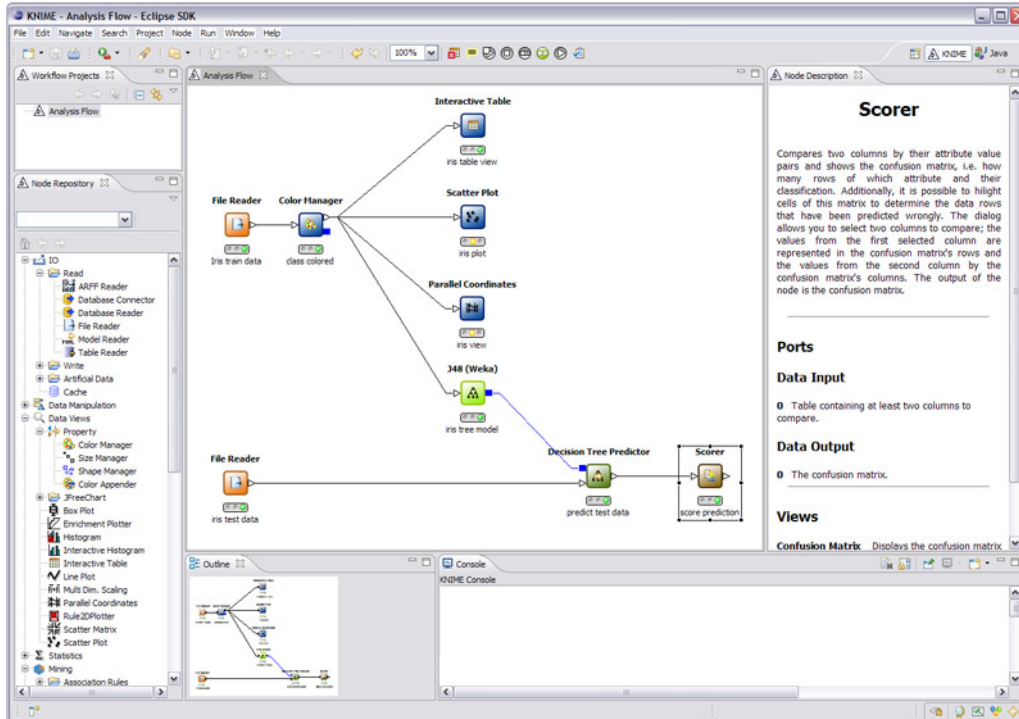 KNIME - Analysis Flow - Eclipse SDK
File Edit Navigate Search Project Node Run Window Help
100%
KNIME Java
Workflow Projects
Analysis Flow
Node Repository
IO
Read
ARFF Reader
Database Connector
Database Reader
File Reader
Model Reader
Table Reader
Write
Artificial Data
Cache
Data Manipulation
Data Views
Property
Color Manager
Size Manager
Shape Manager
Color Appender
JFreeChart
Box Plot
Enrichment Plotter
Histogram
Interactive Histogram
Interactive Table
Line Plot
Multi Dim. Scaling
Parallel Coordinates
Rule2DPlotter
Scatter Matrix
Scatter Plot
Statistics
Mining
Association Rules
Analysis Flow
Interactive Table
iris table view
Scatter Plot
iris plot
File Reader
Iris train data
Color Manager
class colored
Parallel Coordinates
iris view
J48 (Weka)
iris tree model
File Reader
iris test data
Decision Tree Predictor
predict test data
Scorer
score prediction
Node Description
Scorer
Compares two columns by their attribute value
pairs and shows the confusion matrix, i.e. how
many rows of which attribute and their
classification. Additionally, it is possible to hilight
cells of this matrix to determine the data rows
that have been predicted wrongly. The dialog
allows you to select two columns to compare; the
values from the first selected column are
represented in the confusion matrix's rows and
the values from the second column by the
confusion matrix's columns. The output of the
node is the confusion matrix.
Ports
Data Input
0 Table containing at least two columns to
compare.
Data Output
0 The confusion matrix.
Views
Confusion Matrix Displays the confusion matrix
Outline
Console
KNIME Console